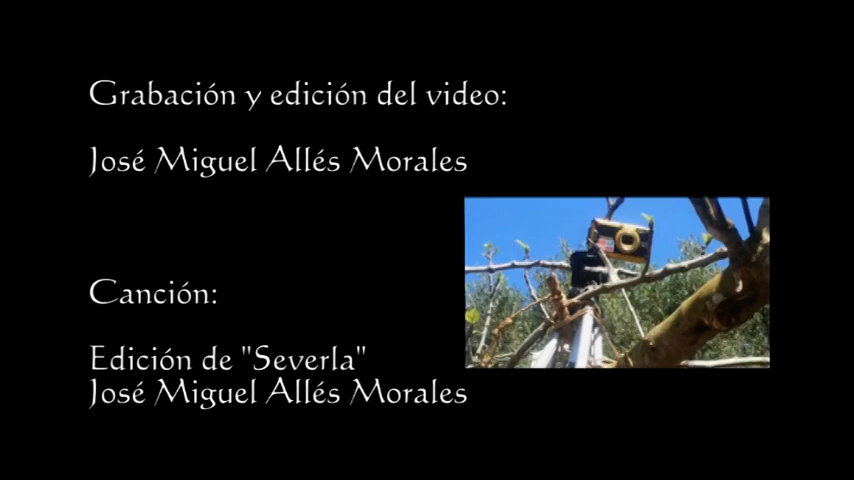 Grabación y edición del video:
José Miguel Allés Morales
Canción:
Edición de "Severla"
José Miguel Allés Morales